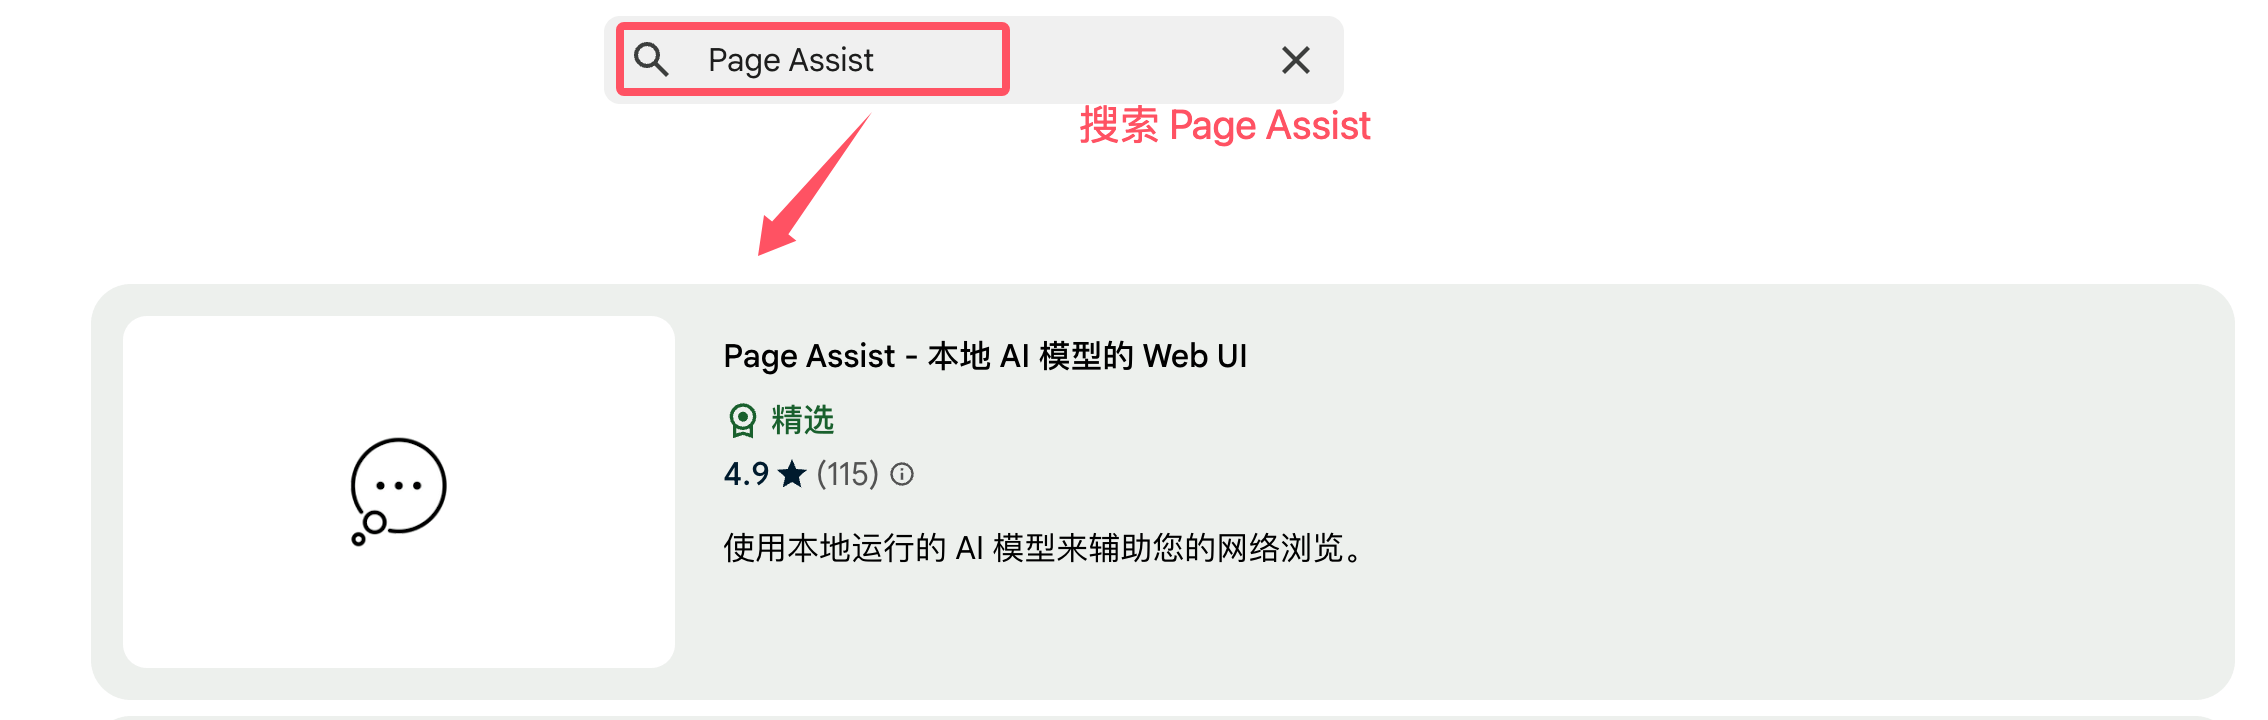 Page Assist
搜索 Page Assist
Page Assist - 本地 AI 模型的 Web UI
精选
4.9 ★ (115)
使用本地运行的 AI 模型来辅助您的网络浏览。